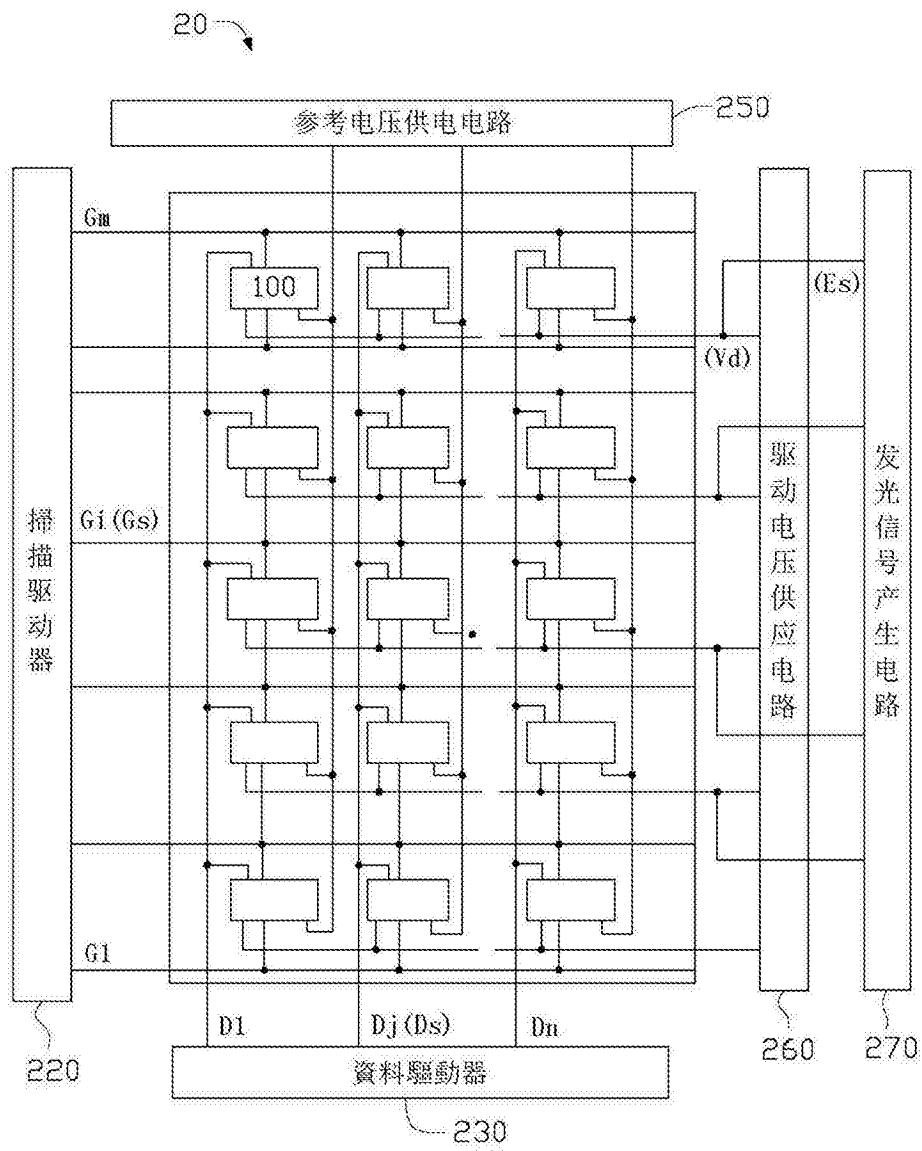 20
参考电压供电电路
250
Gm
100
(Es)
(Vd)
掃描驱动器
Gi(Gs)
驱动电压供应电路
发光信号产生电路
G1
D1
Dj(Ds)
Dn
220
資料驅動器
230
260
270